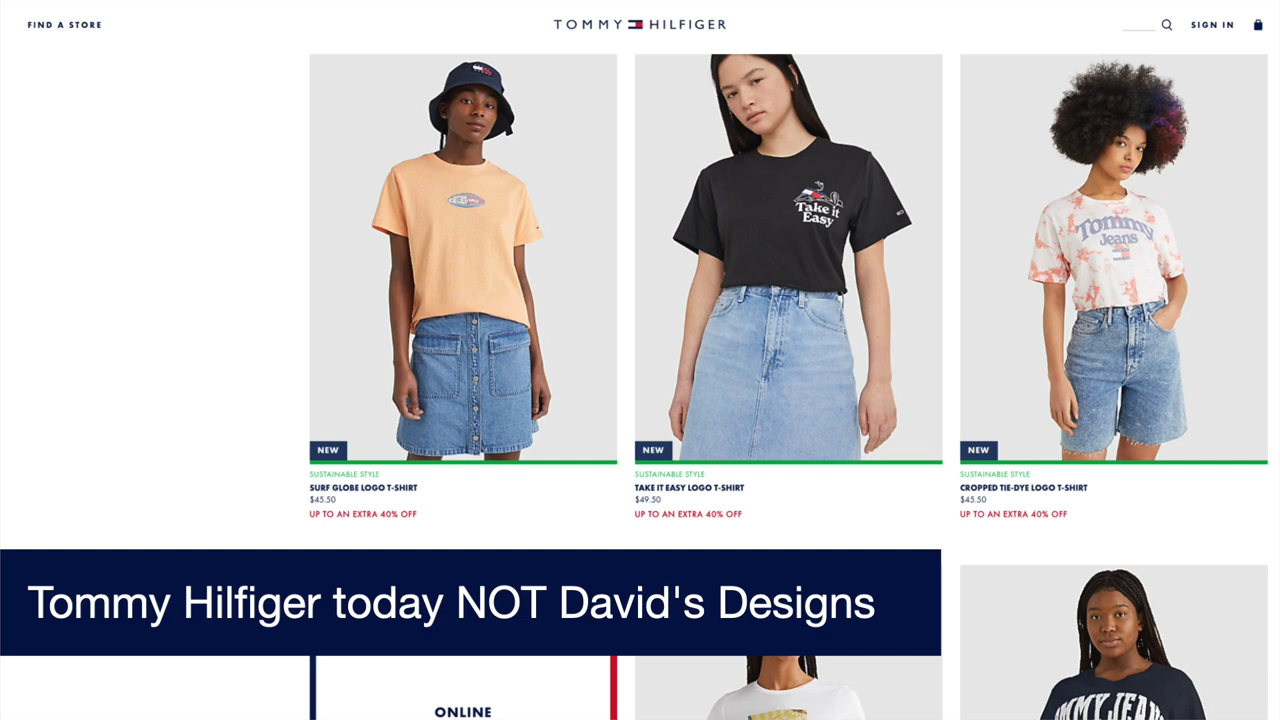 FIND A STORE
TOMMY HILFIGER
SIGN IN
Take it
Easy
Tommy
Jeans
NEW
NEW
NEW
SUSTAINABLE STYLE
SURF GLOBE LOGO T-SHIRT
$45.50
UP TO AN EXTRA 40% OFF
SUSTAINABLE STYLE
TAKE IT EASY LOGO T-SHIRT
$49.50
UP TO AN EXTRA 40% OFF
SUSTAINABLE STYLE
CROPPED TIE-DYE LOGO T-SHIRT
$45.50
UP TO AN EXTRA 40% OFF
Tommy Hilfiger today NOT David's Designs
ONLINE